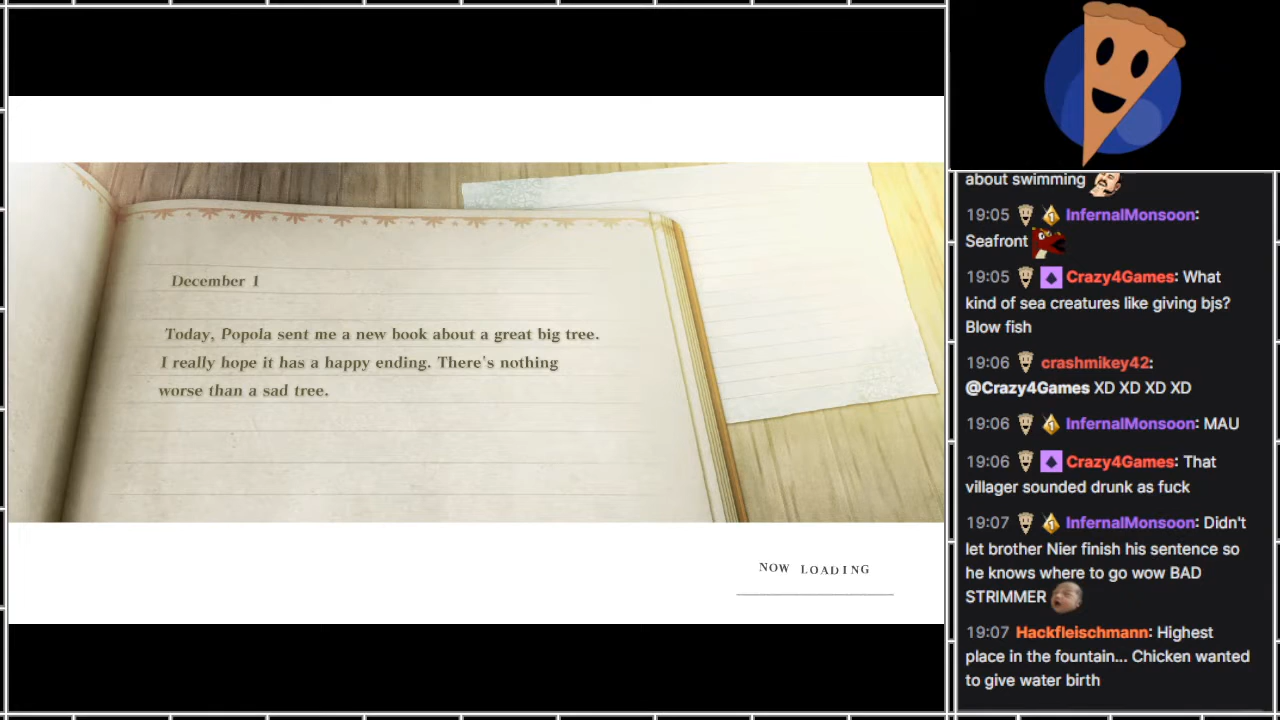 December 1
Today, Popola sent me a new book about a great big tree.
I really hope it has a happy ending. There's nothing
worse than a sad tree.
NOW LOADING
about swimming
19:05 InfernalMonsoon:
Seafront
19:05 Crazy4Games: What
kind of sea creatures like giving bjs?
Blow fish
19:06 crashmikey42:
@Crazy4Games XD XD XD XD
19:06 InfernalMonsoon: MAU
19:06 Crazy4Games: That
villager sounded drunk as fuck
19:07 InfernalMonsoon: Didn't
let brother Nier finish his sentence so
he knows where to go wow BAD
STRIMMER
19:07 Hackfleischmann: Highest
place in the fountain... Chicken wanted
to give water birth